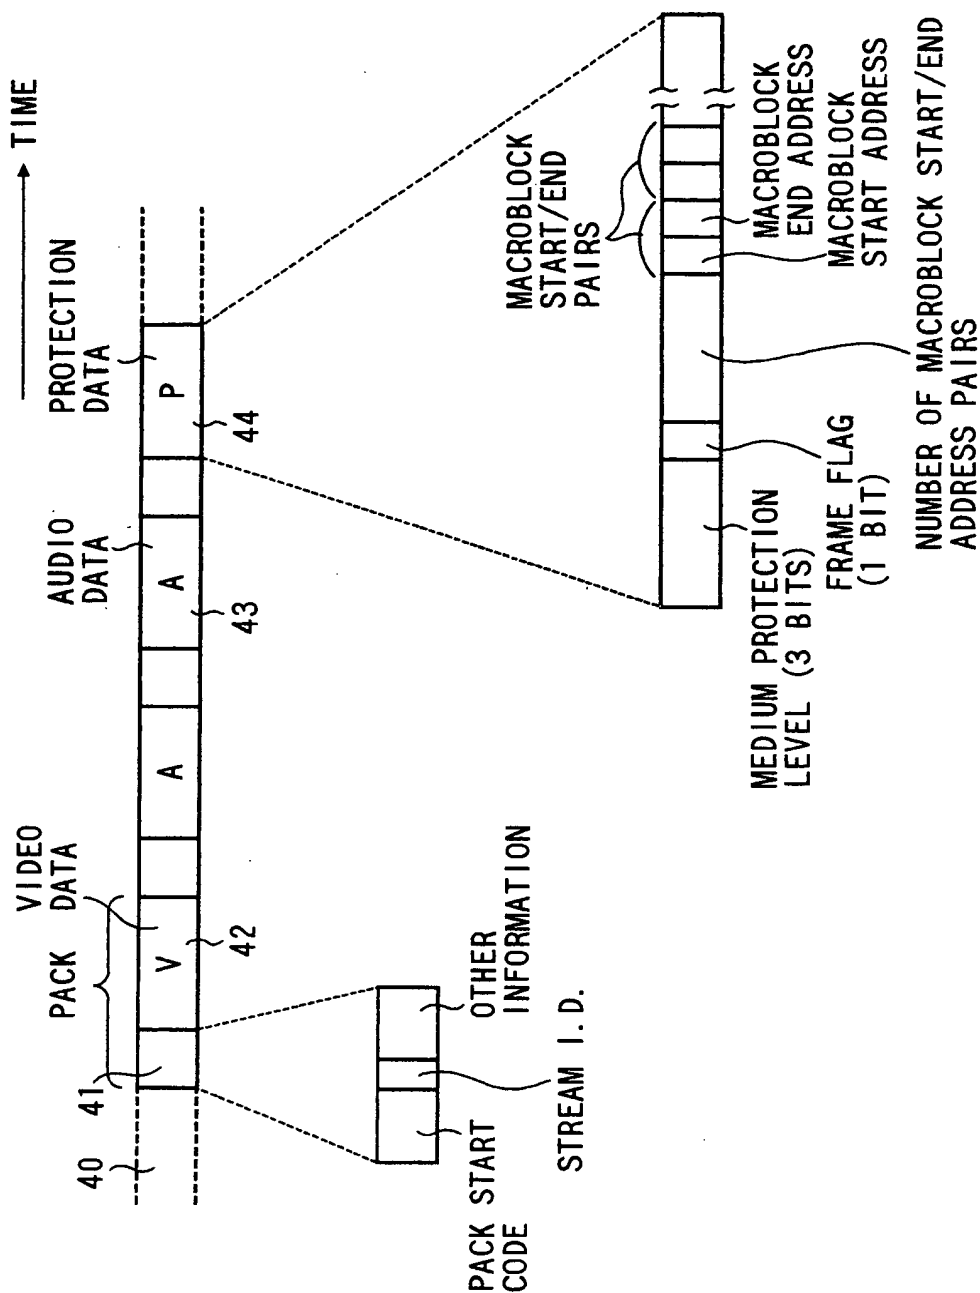 TIME
PACK
VIDEO
DATA
AUDIO
DATA
PROTECTION
DATA
40
41
V
A
A
P
42
43
44
PACK START
CODE
STREAM I.D.
OTHER
INFORMATION
MACROBLOCK
START/END
PAIRS
MEDIUM PROTECTION
LEVEL (3 BITS)
FRAME FLAG
(1 BIT)
NUMBER OF MACROBLOCK START/END
ADDRESS PAIRS
MACROBLOCK
START ADDRESS
MACROBLOCK
END ADDRESS